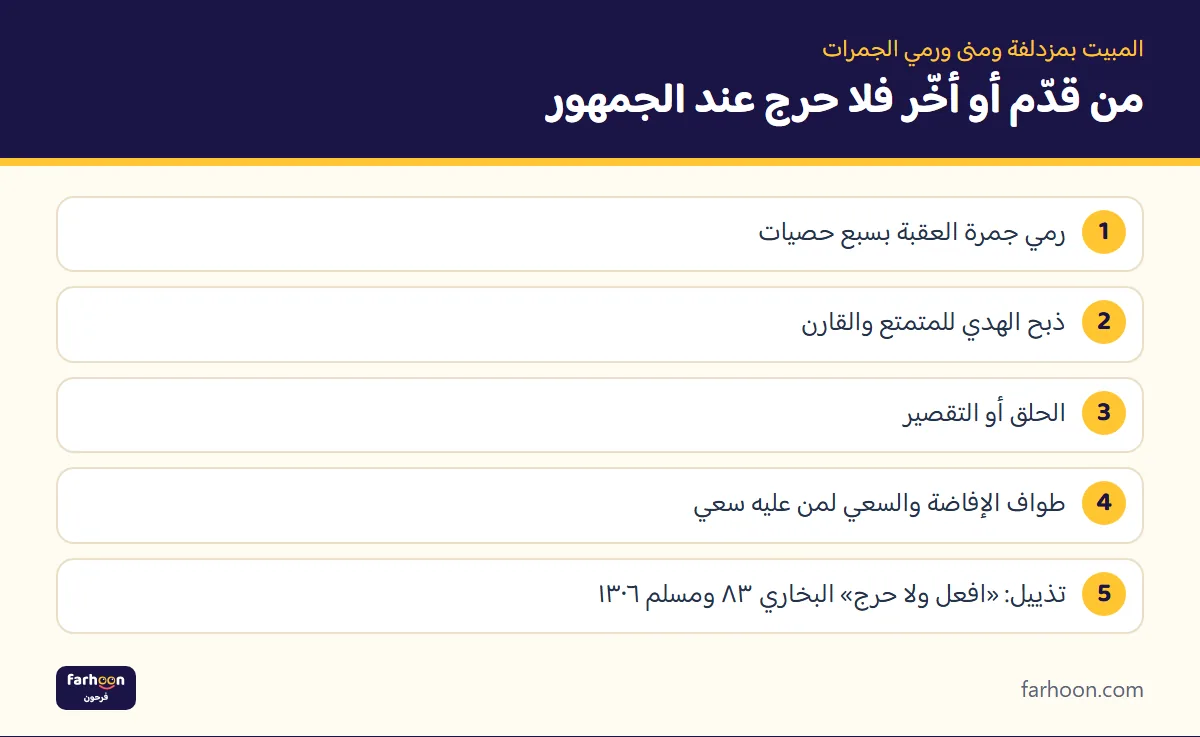 المبيت بمزدلفة ومنى ورمي الجمرات
من قدّم أو أخّر فلا حرج عند الجمهور
1 رمي جمرة العقبة بسبع حصيات
2 ذبح الهدي للمتمتع والقارن
3 الحلق أو التقصير
4 طواف الإفاضة والسعي لمن عليه سعي
5 تذييل: «افعل ولا حرج» البخاري ٨٣ ومسلم ١٣٠٦
farhoon.com
farhoon
فرحون